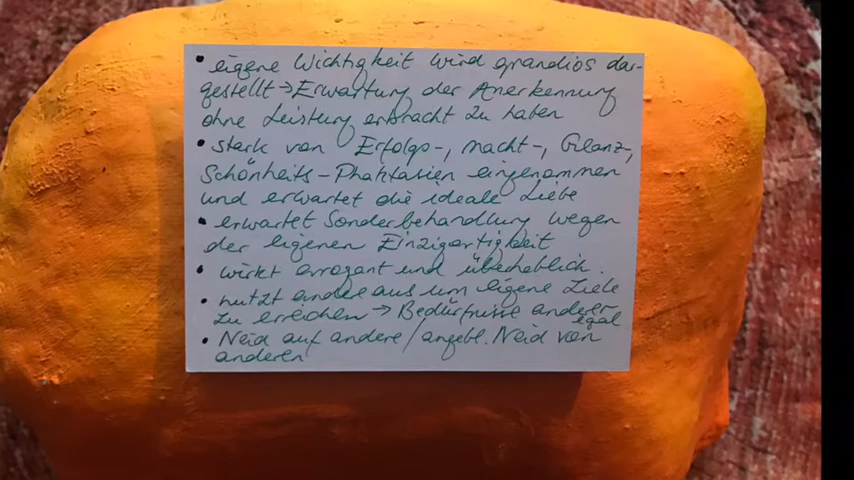 • eigene Wichtigkeit wird grandios dar-
gestellt → Erwartung der Anerkennung
ohne Leistung erbracht zu haben
• stark von Erfolgs-, Macht-, Glanz-,
Schönheits-Phantasien eingenommen
und erwartet die ideale Liebe
• erwartet Sonderbehandlung wegen
der eigenen Einzigartigkeit
• wirkt arrogant und überheblich.
• nutzt andere aus um eigene Ziele
zu erreichen → Bedürfnisse anderer
egal
• Neid auf andere / angebl. Neid von
anderen